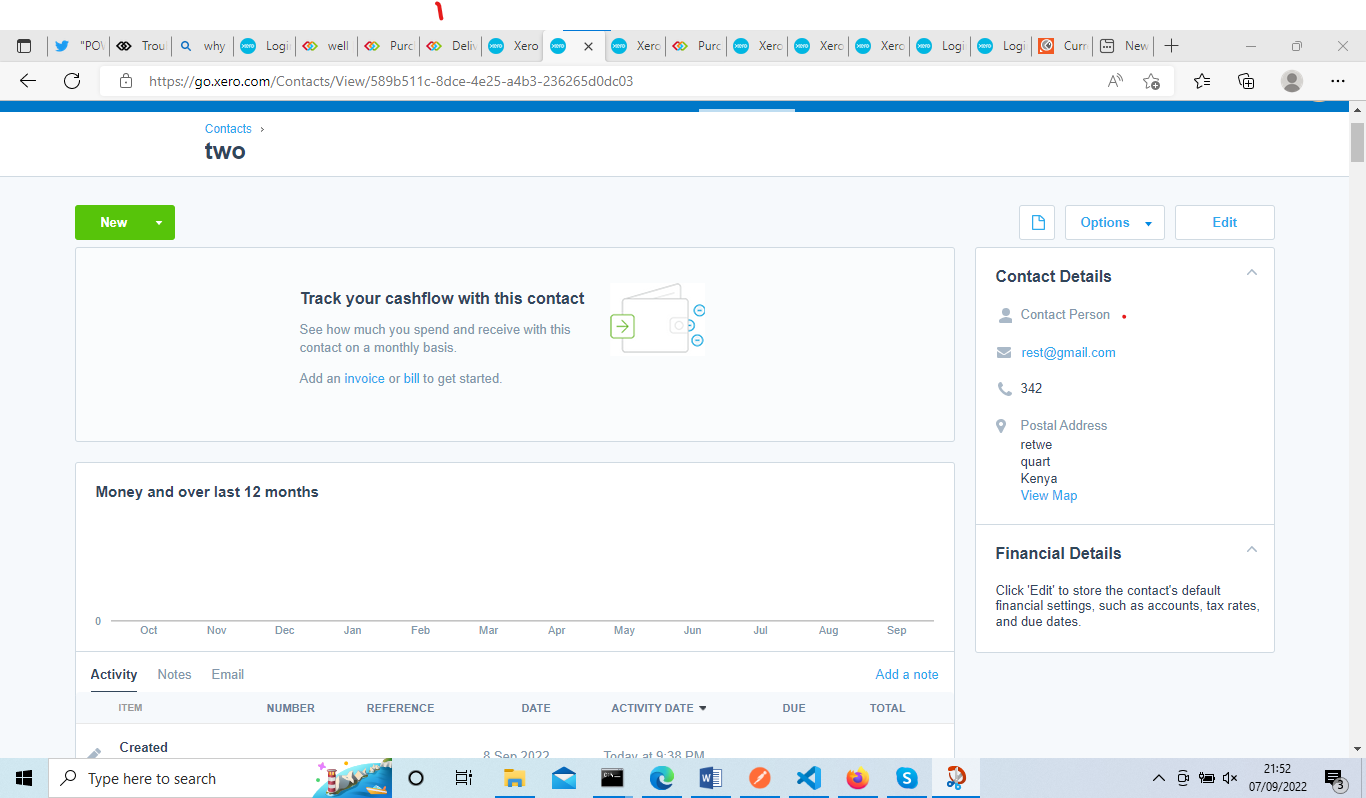 "POV
Trou
why
Logi
well
Purc
Deliv
Xero
Xero
Purc
Xero
Xero
Xero
Logi
Logi
Curr
New
https://go.xero.com/Contacts/View/589b511c-8dce-4e25-a4b3-236265d0dc03
Contacts ›
two
New
Options
Edit
Track your cashflow with this contact
See how much you spend and receive with this
contact on a monthly basis.
Add an invoice or bill to get started.
Contact Details
Contact Person
rest@gmail.com
342
Postal Address
retwe
quart
Kenya
View Map
Financial Details
Click 'Edit' to store the contact's default
financial settings, such as accounts, tax rates,
and due dates.
Money and over last 12 months
0
Oct Nov Dec Jan Feb Mar Apr May Jun Jul Aug Sep
Activity Notes Email Add a note
ITEM NUMBER REFERENCE DATE ACTIVITY DATE DUE TOTAL
Created
8 Sep 2022 Today at 9:38 PM
Type here to search
21:52
07/09/2022
3